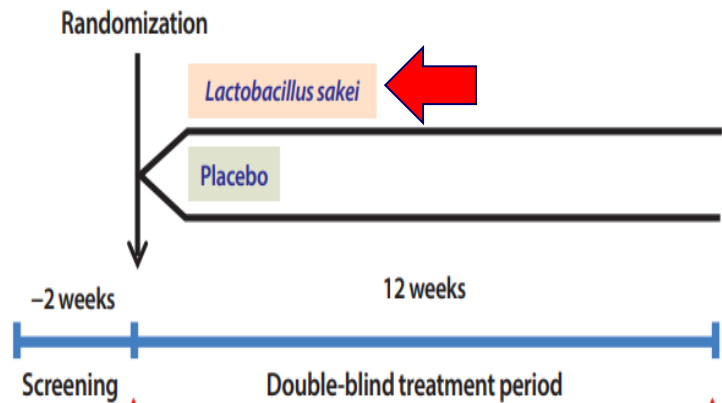 Randomization
Lactobacillus sakei
Placebo
–2 weeks
12 weeks
Screening
Double-blind treatment period